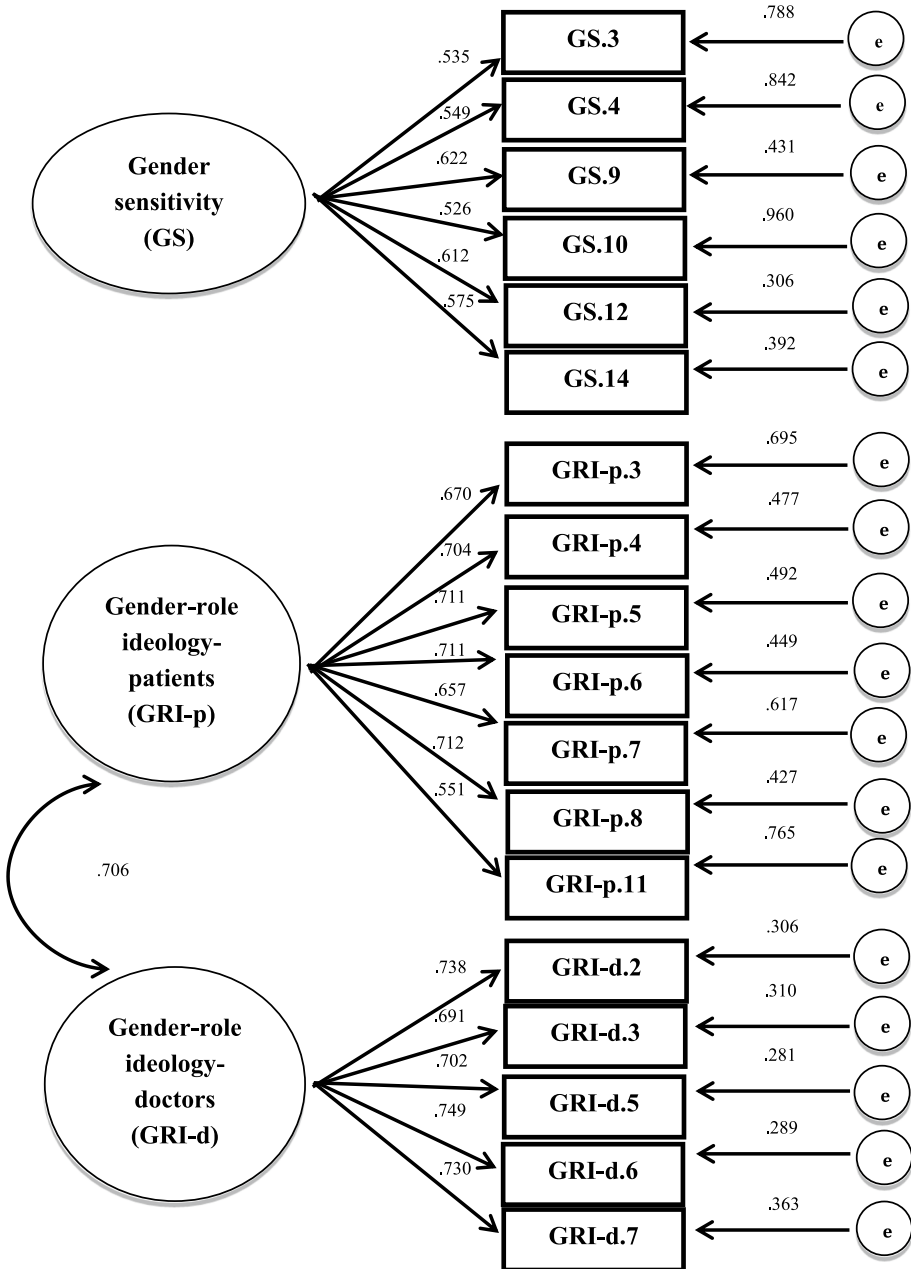 .788
GS.3
e
.535
.842
GS.4
e
.549
.431
GS.9
e
.622
Gender
sensitivity
(GS)
.960
GS.10
e
.526
.306
GS.12
e
.612
.392
GS.14
e
.575
.695
GRI-p.3
e
.670
.477
GRI-p.4
e
.704
.492
GRI-p.5
e
.711
Gender-role
ideology-
patients
(GRI-p)
.449
GRI-p.6
e
.711
.617
GRI-p.7
e
.657
.427
GRI-p.8
e
.712
.765
GRI-p.11
e
.551
.706
.306
GRI-d.2
e
.738
.310
GRI-d.3
e
.691
Gender-role
ideology-
doctors
(GRI-d)
.281
GRI-d.5
e
.702
.289
GRI-d.6
e
.749
.363
GRI-d.7
e
.730